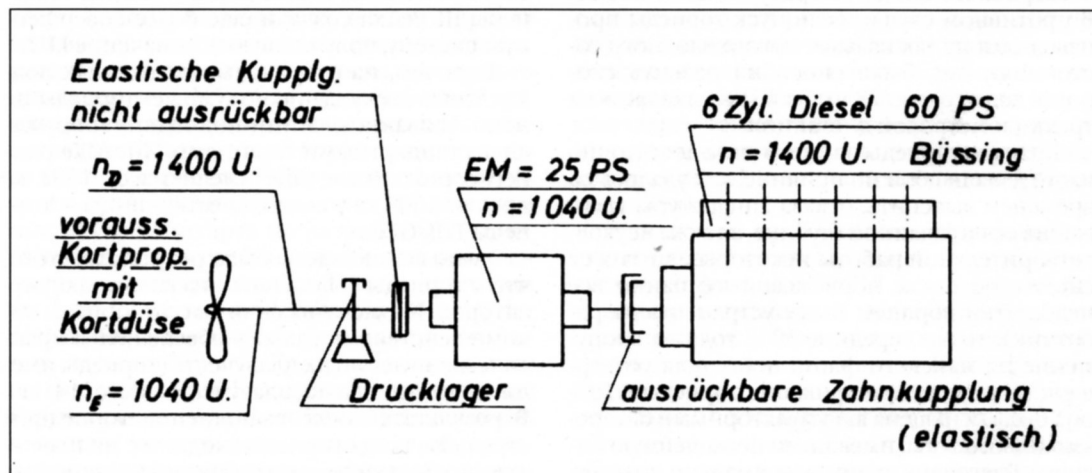 Elastische Kupplg.
nicht ausrückbar
n_D = 1400 U.
vorauss.
Kortprop.
mit
Kortdüse
n_E = 1040 U.
Drucklager
EM = 25 PS
n = 1040 U.
6 Zyl Diesel 60 PS
n = 1400 U. Büssing
ausrückbare Zahnkupplung
(elastisch.